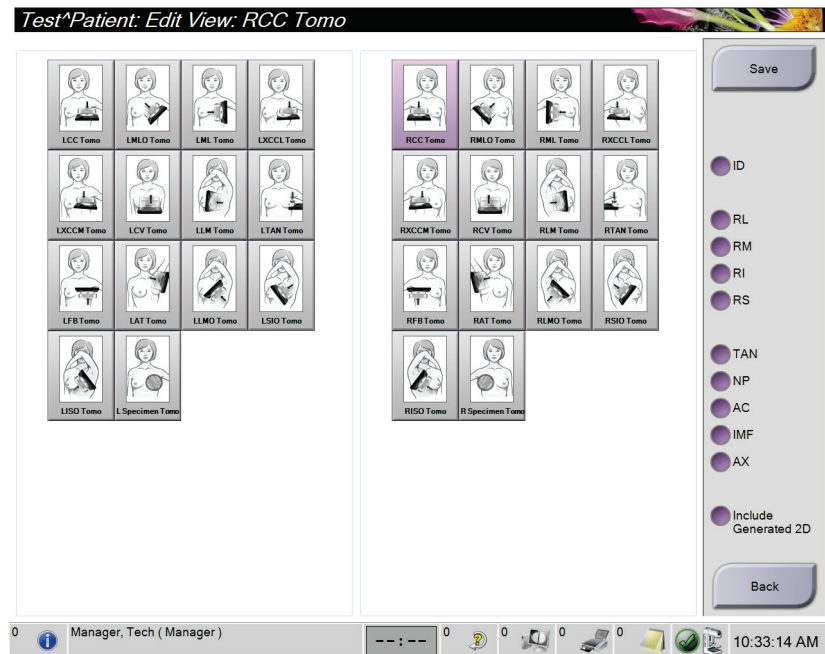 Test^Patient: Edit View: RCC Tomo
LCC Tomo
LMLO Tomo
LML Tomo
LXCCL Tomo
LXCCM Tomo
LCV Tomo
LLM Tomo
LTAN Tomo
LFB Tomo
LAT Tomo
LLMO Tomo
LSIO Tomo
LISO Tomo
L Specimen Tomo
RCC Tomo
RMLO Tomo
RML Tomo
RXCCL Tomo
RXCCM Tomo
RCV Tomo
RLM Tomo
RTAN Tomo
RFB Tomo
RAT Tomo
RLMO Tomo
RSIO Tomo
RISO Tomo
R Specimen Tomo
Save
ID
RL
RM
RI
RS
TAN
NP
AC
IMF
AX
Include
Generated 2D
Back
0
Manager, Tech ( Manager )
--:--
0
0
0
0
10:33:14 AM